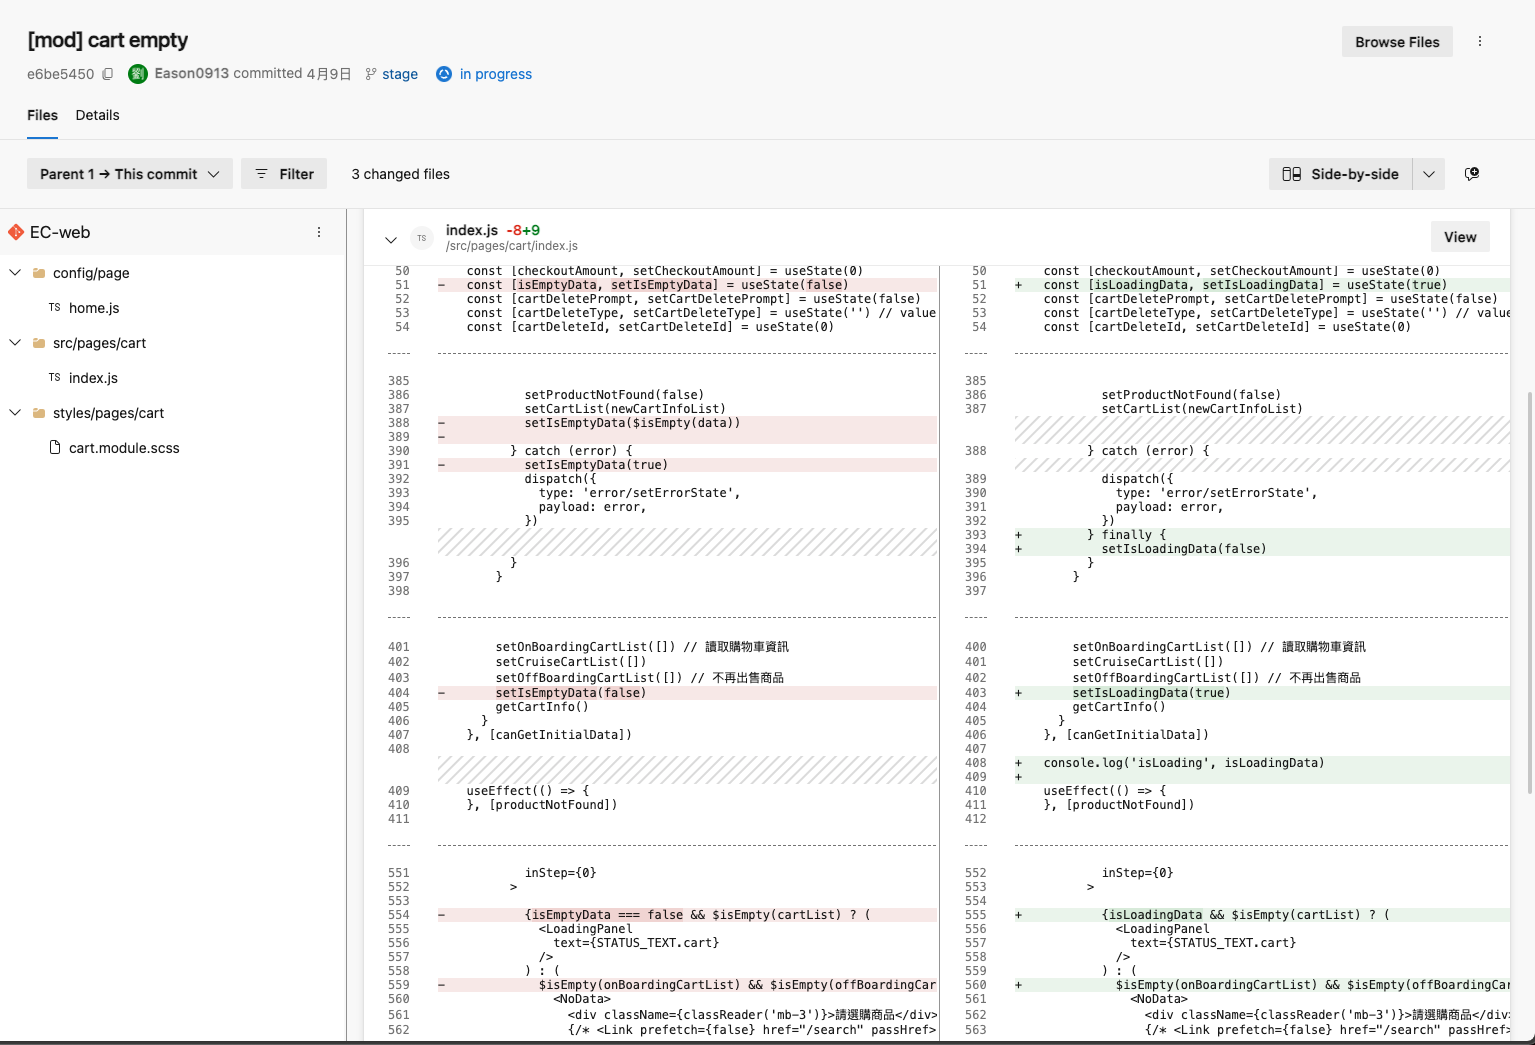 [mod] cart empty
Browse Files
e6be5450 劉 Eason0913 committed 4月9日 stage in progress
Files Details
Parent 1 → This commit Filter 3 changed files Side-by-side
EC-web
config/page
TS home.js
src/pages/cart
TS index.js
styles/pages/cart
cart.module.scss
TS index.js -8+9
/src/pages/cart/index.js
View
50 const [checkoutAmount, setCheckoutAmount] = useState(0)
51 - const [isEmptyData, setIsEmptyData] = useState(false)
52 const [cartDeletePrompt, setCartDeletePrompt] = useState(false)
53 const [cartDeleteType, setCartDeleteType] = useState('') // value
54 const [cartDeleteId, setCartDeleteId] = useState(0)
-----
385
386 setProductNotFound(false)
387 setCartList(newCartInfoList)
388 - setIsEmptyData($isEmpty(data))
389 -
390 } catch (error) {
391 - setIsEmptyData(true)
392 dispatch({
393 type: 'error/setErrorState',
394 payload: error,
395 })
396 }
397 }
398
-----
401 setOnBoardingCartList([]) // 讀取購物車資訊
402 setCruiseCartList([])
403 setOffBoardingCartList([]) // 不再出售商品
404 - setIsEmptyData(false)
405 getCartInfo()
406 }
407 }, [canGetInitialData])
408
409 useEffect(() => {
410 }, [productNotFound])
411
-----
551 inStep={0}
552 >
553
554 - {isEmptyData === false && $isEmpty(cartList) ? (
555 <LoadingPanel
556 text={STATUS_TEXT.cart}
557 />
558 ) : (
559 - $isEmpty(onBoardingCartList) && $isEmpty(offBoardingCar
560 <NoData>
561 <div className={classReader('mb-3')}>請選購商品</div>
562 {/* <Link prefetch={false} href="/search" passHref>
50 const [checkoutAmount, setCheckoutAmount] = useState(0)
51 + const [isLoadingData, setIsLoadingData] = useState(true)
52 const [cartDeletePrompt, setCartDeletePrompt] = useState(false)
53 const [cartDeleteType, setCartDeleteType] = useState('') // value
54 const [cartDeleteId, setCartDeleteId] = useState(0)
-----
385
386 setProductNotFound(false)
387 setCartList(newCartInfoList)
388 } catch (error) {
389 dispatch({
390 type: 'error/setErrorState',
391 payload: error,
392 })
393 + } finally {
394 + setIsLoadingData(false)
395 }
396 }
397
-----
400 setOnBoardingCartList([]) // 讀取購物車資訊
401 setCruiseCartList([])
402 setOffBoardingCartList([]) // 不再出售商品
403 + setIsLoadingData(true)
404 getCartInfo()
405 }
406 }, [canGetInitialData])
407
408 + console.log('isLoading', isLoadingData)
409 +
410 useEffect(() => {
411 }, [productNotFound])
412
-----
552 inStep={0}
553 >
554
555 + {isLoadingData && $isEmpty(cartList) ? (
556 <LoadingPanel
557 text={STATUS_TEXT.cart}
558 />
559 ) : (
560 + $isEmpty(onBoardingCartList) && $isEmpty(offBoardingCar
561 <NoData>
562 <div className={classReader('mb-3')}>請選購商品</div>
563 {/* <Link prefetch={false} href="/search" passHref>